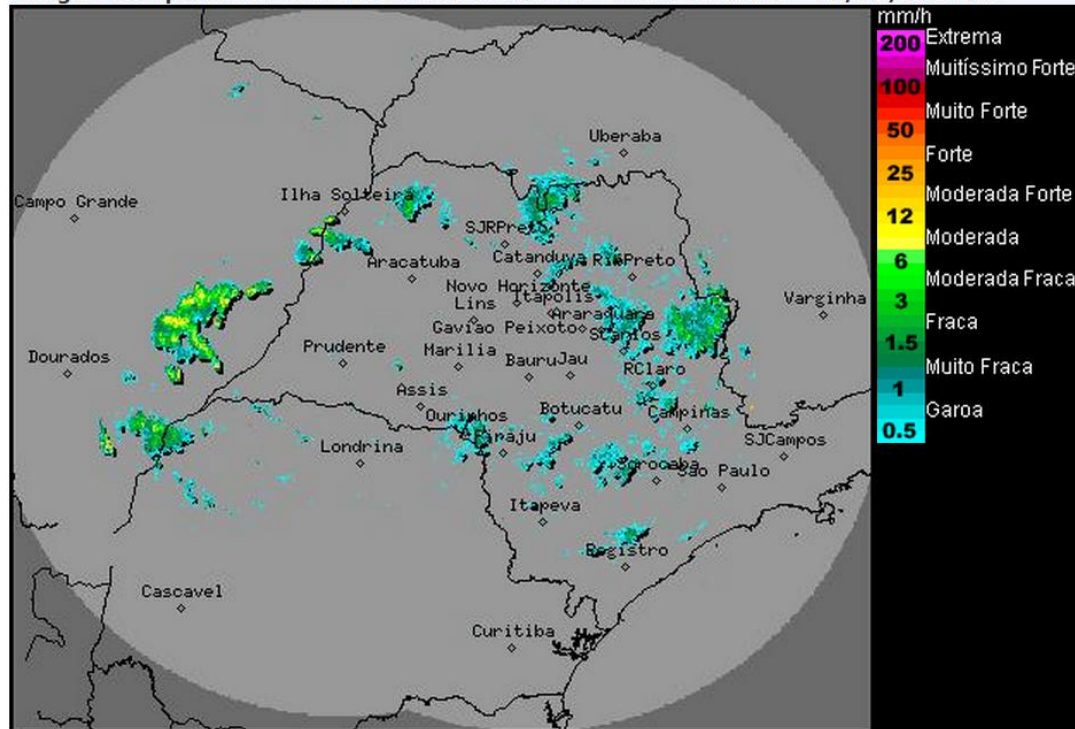 mm/h
200 Extrema
Muitíssimo Forte
100
Muito Forte
50
Forte
25
Moderada Forte
12
Moderada
6
Moderada Fraca
3
Fraca
1.5
Muito Fraca
1
Garoa
0.5
Uberaba
Ilha Solteira
Campo Grande
SJRPreto
Catanduva
RibPreto
Aracatuba
Novo Horizonte
Itapolis
Lins
Araraquara
Varginha
Gaviao Peixoto
SCarlos
Prudente
Marilia
Dourados
Bauru
Jau
RClaro
Assis
Ourinhos
Botucatu
Campinas
Londrina
Piraju
SJCampos
Sorocaba
Sao Paulo
Itapeva
Registro
Cascavel
Curitiba